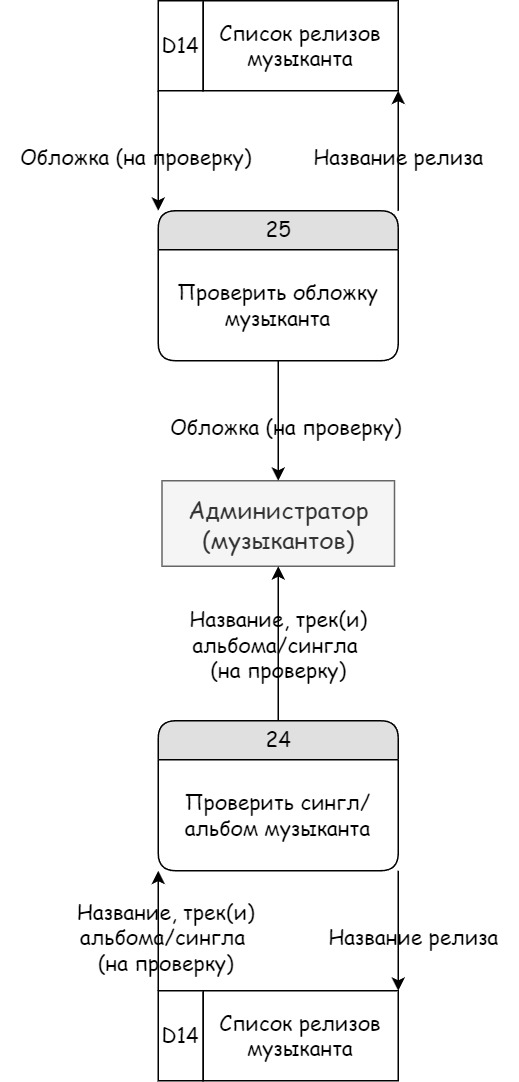 D14
Список релизов
музыканта
Обложка (на проверку)
Название релиза
25
Проверить обложку
музыканта
Обложка (на проверку)
Администратор
(музыкантов)
Название, трек(и)
альбома/сингла
(на проверку)
24
Проверить сингл/
альбом музыканта
Название, трек(и)
альбома/сингла
(на проверку)
Название релиза
D14
Список релизов
музыканта